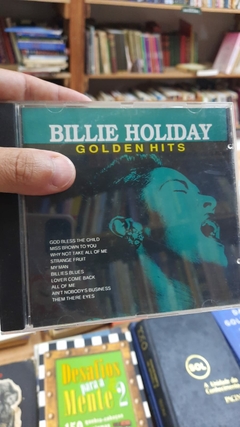 BILLIE HOLIDAY
GOLDEN HITS
GOD BLESS THE CHILD
MISS BROWN TO YOU
WHY NOT TAKE ALL OF ME
STRANGE FRUIT
MY MAN
BILLIES BLUES
LOVER COME BACK
ALL OF ME
AIN'T NOBODY'S BUSINESS
THEM THERE EYES
Desafios
para a
Mente 2
SOL